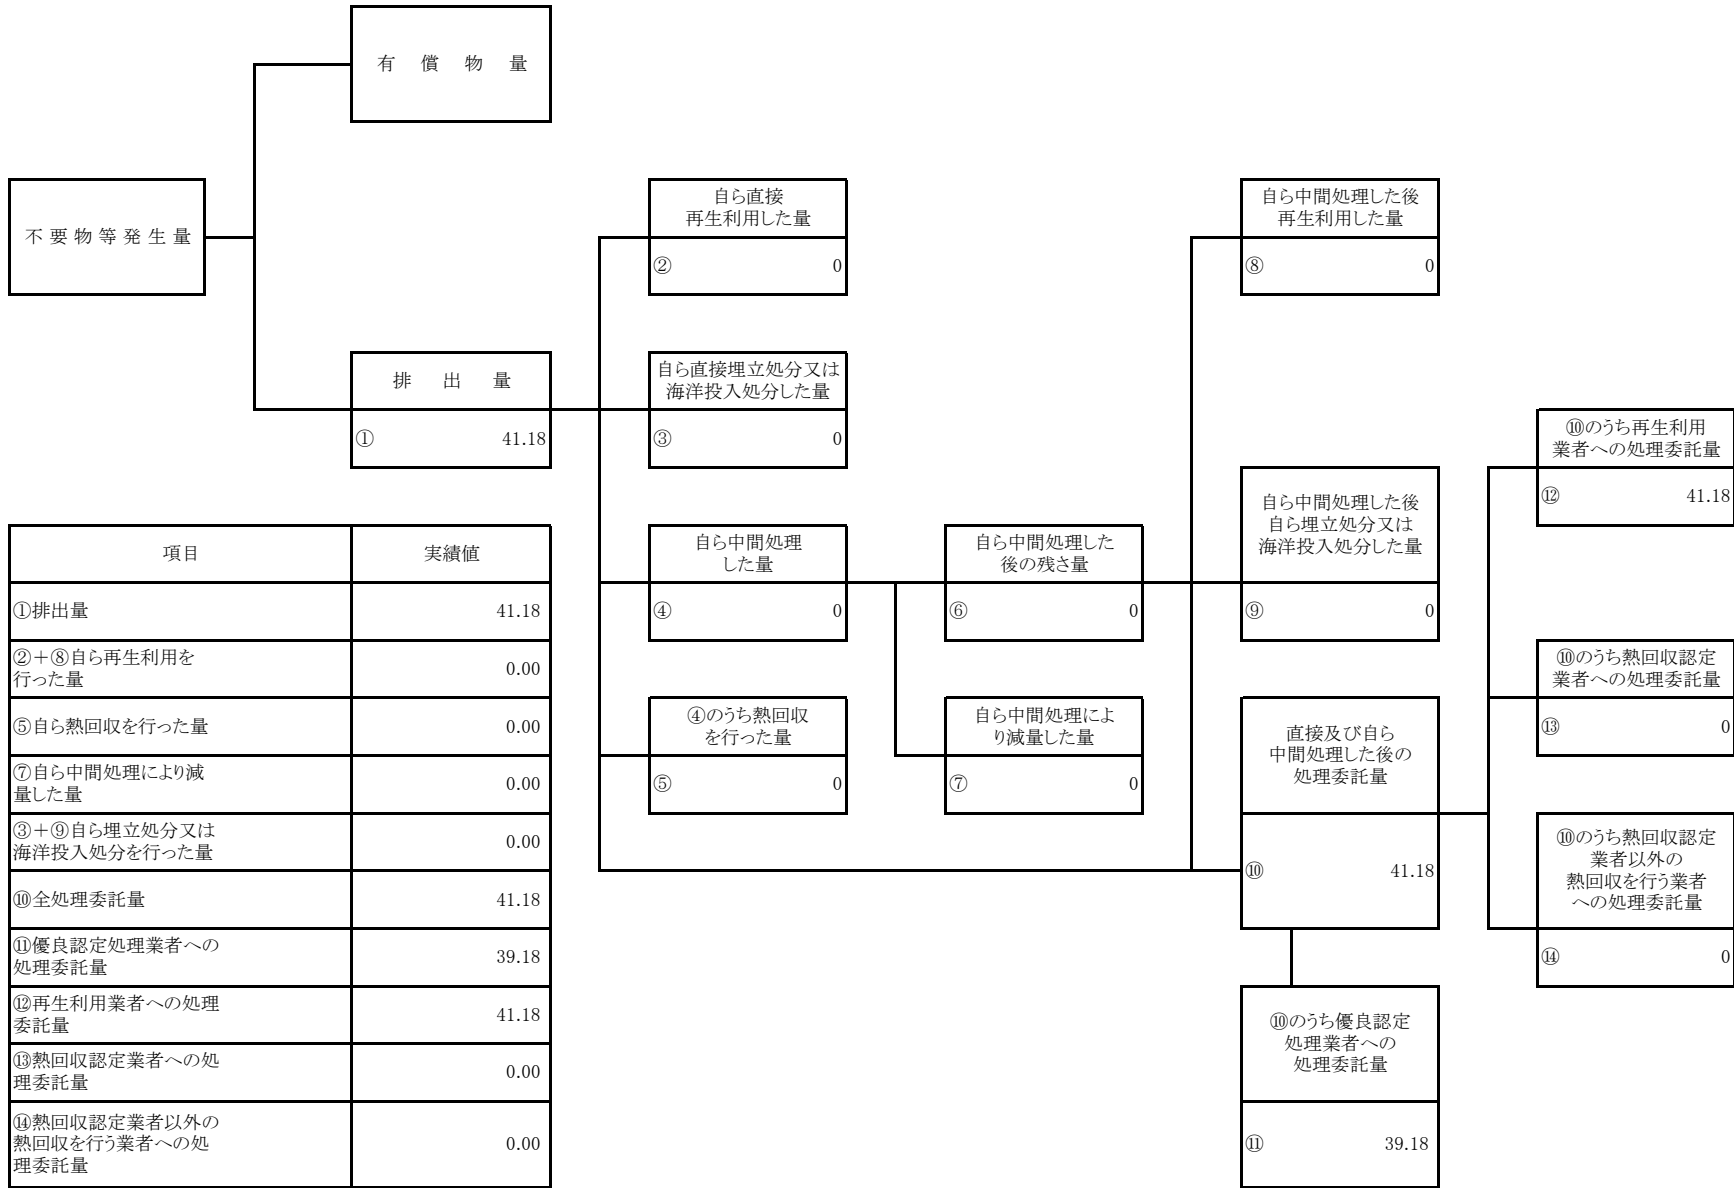 有 償 物 量
不要物等発生量
自ら直接
再生利用した量
② 0
自ら中間処理した後
再生利用した量
⑧ 0
排 出 量
① 41.18
自ら直接埋立処分又は
海洋投入処分した量
③ 0
⑩のうち再生利用
業者への処理委託量
⑫ 41.18
自ら中間処理
した量
④ 0
自ら中間処理した
後の残さ量
⑥ 0
自ら中間処理した後
自ら埋立処分又は
海洋投入処分した量
⑨ 0
⑩のうち熱回収認定
業者への処理委託量
⑬ 0
④のうち熱回収
を行った量
⑤ 0
自ら中間処理によ
り減量した量
⑦ 0
直接及び自ら
中間処理した後の
処理委託量
⑩ 41.18
⑩のうち熱回収認定
業者以外の
熱回収を行う業者
への処理委託量
⑭ 0
⑩のうち優良認定
処理業者への
処理委託量
⑪ 39.18
項目 実績値
①排出量 41.18
②＋⑧自ら再生利用を
行った量 0.00
⑤自ら熱回収を行った量 0.00
⑦自ら中間処理により減
量した量 0.00
③＋⑨自ら埋立処分又は
海洋投入処分を行った量 0.00
⑩全処理委託量 41.18
⑪優良認定処理業者への
処理委託量 39.18
⑫再生利用業者への処理
委託量 41.18
⑬熱回収認定業者への処
理委託量 0.00
⑭熱回収認定業者以外の
熱回収を行う業者への処
理委託量 0.00